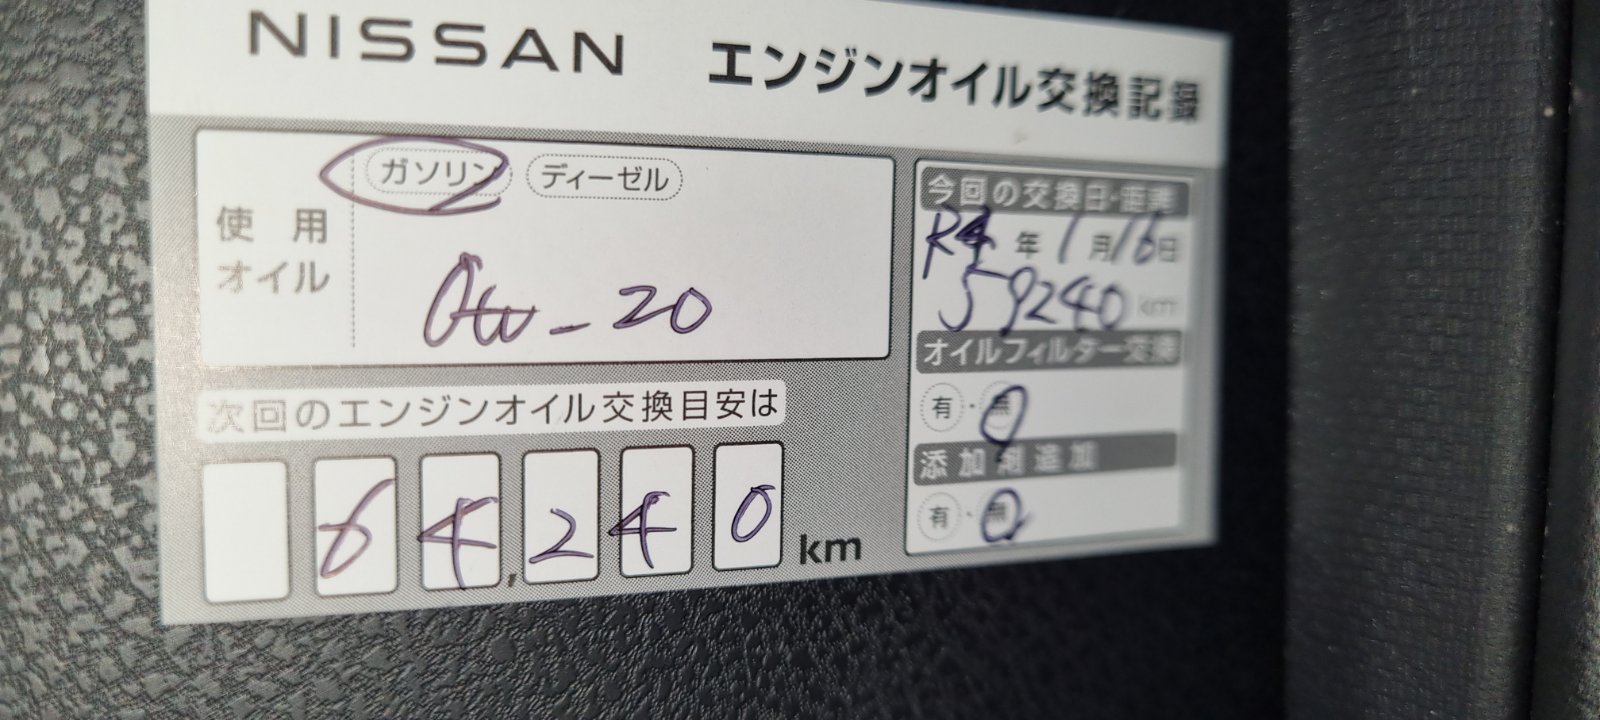 NISSAN エンジンオイル交換記録
使用オイル
ガソリン ディーゼル
0w-20
次回のエンジンオイル交換目安は
64,240 km
今回の交換日・距離
R4年1月16日
59240 km
オイルフィルター交換
有・無
添加剤追加
有・無